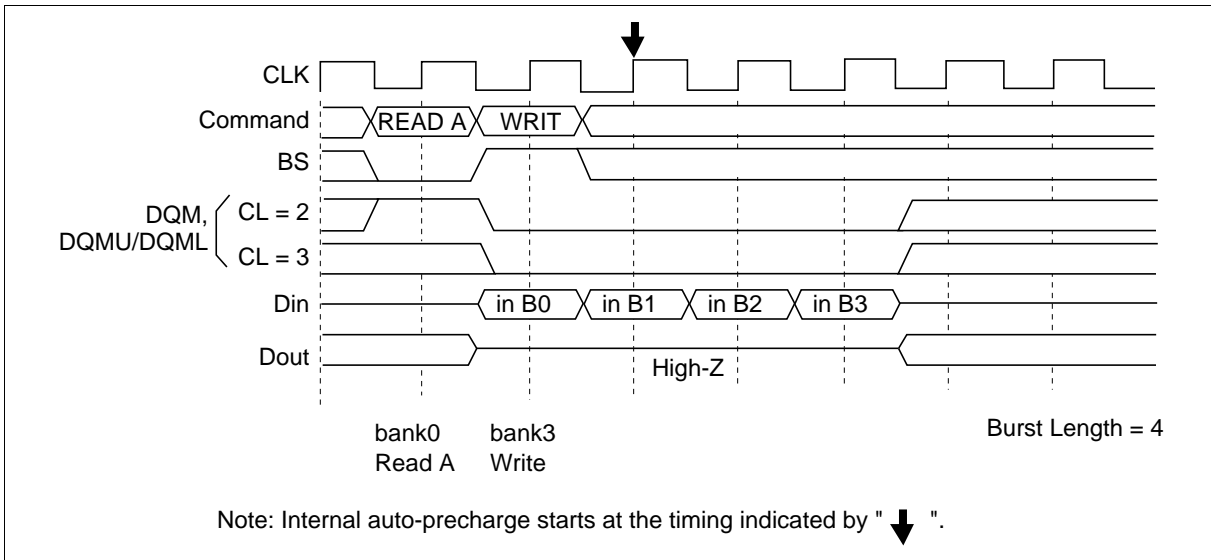 CLK
Command READ A WRIT
BS
DQM,
DQMU/DQML
CL = 2
CL = 3
Din in B0 in B1 in B2 in B3
Dout High-Z
bank0 bank3
Read A Write
Burst Length = 4
Note: Internal auto-precharge starts at the timing indicated by " ".